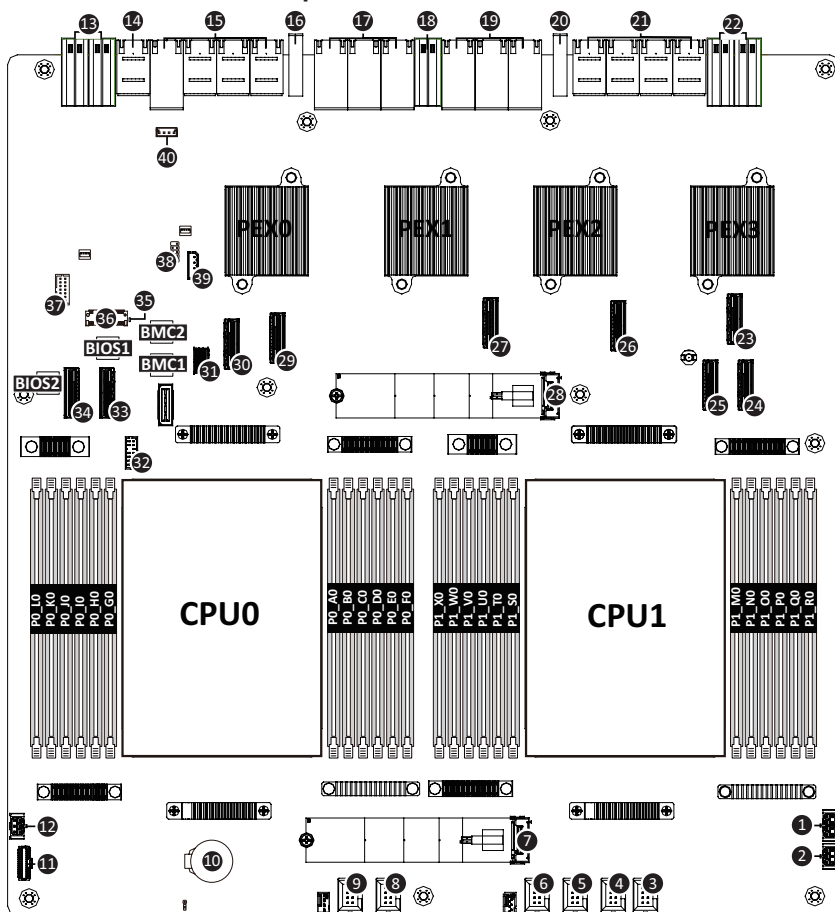 13 14 15 16 17 18 19 20 21 22
40
PEX0 PEX1 PEX2 PEX3
38
39
37
36 35
BMC2
BIOS1
BMC1
BIOS2
31 30 29 27 26 23
34 33 28 25 24
32
P0_L0 P0_K0 P0_J0 P0_I0 P0_H0 P0_G0
CPU0
P0_A0 P0_B0 P0_C0 P0_D0 P0_E0 P0_F0
P1_X0 P1_W0 P1_V0 P1_U0 P1_T0 P1_S0
CPU1
P1_M0 P1_N0 P1_O0 P1_P0 P1_Q0 P1_R0
12 1
11 10 7 2
9 8 6 5 4 3